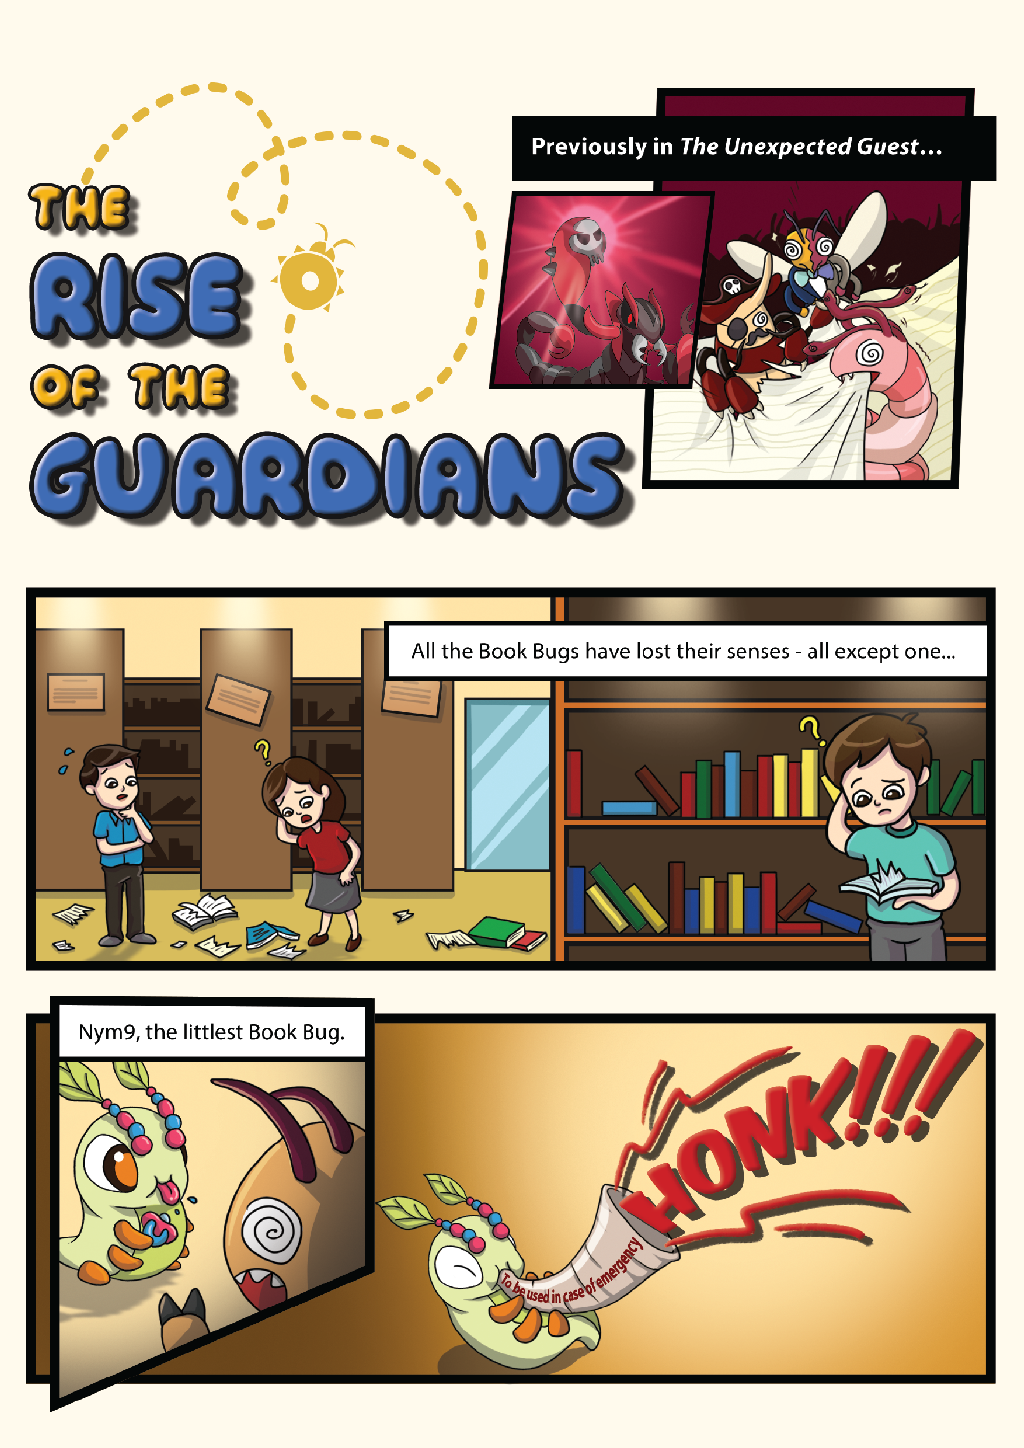 THE
RISE
OF THE
GUARDIANS
Previously in The Unexpected Guest...
All the Book Bugs have lost their senses - all except one...
?
?
Nym9, the littlest Book Bug.
To be used in case of emergency
HONK!!!